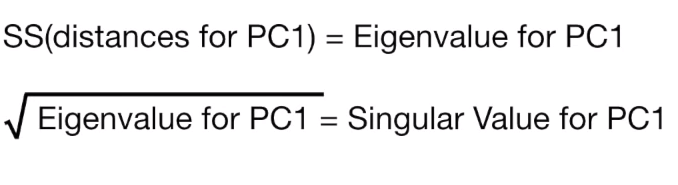 SS(distances for PC1) = Eigenvalue for PC1
√Eigenvalue for PC1 = Singular Value for PC1